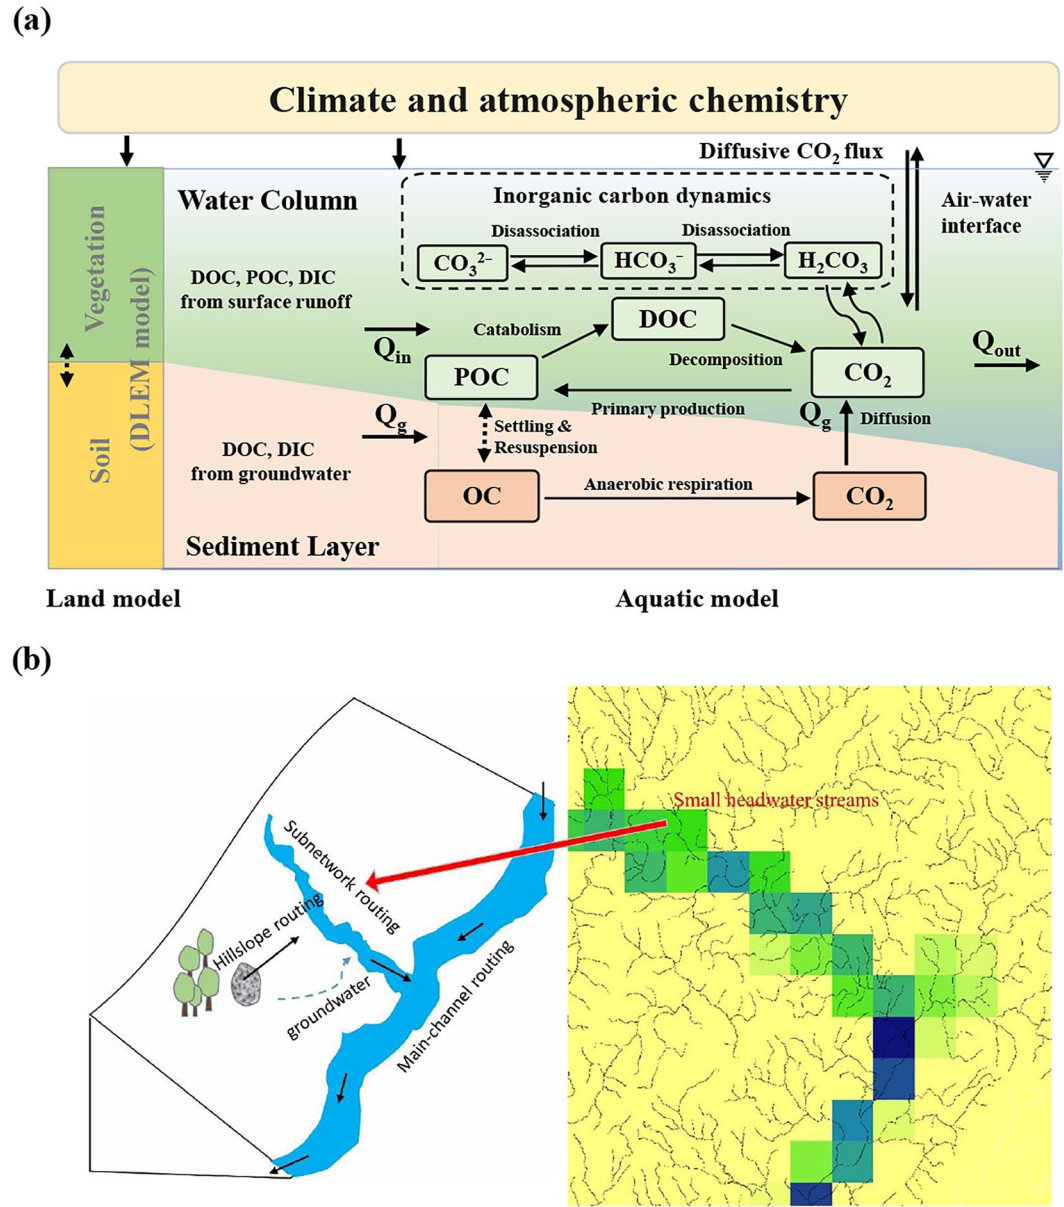 (a)
Climate and atmospheric chemistry
Diffusive CO₂ flux
Water Column
Inorganic carbon dynamics
Air-water
interface
Disassociation
Disassociation
CO₃²⁻
HCO₃⁻
H₂CO₃
Vegetation
(DLEM model)
Soil
DOC, POC, DIC
from surface runoff
DOC
Catabolism
Qin
Decomposition
Qout
POC
CO₂
Primary production
Qg
Diffusion
Qg
Settling &
Resuspension
DOC, DIC
from groundwater
OC
Anaerobic respiration
CO₂
Sediment Layer
Land model
Aquatic model
(b)
Small headwater streams
Subnetwork routing
Hillslope routing
groundwater
Main-channel routing